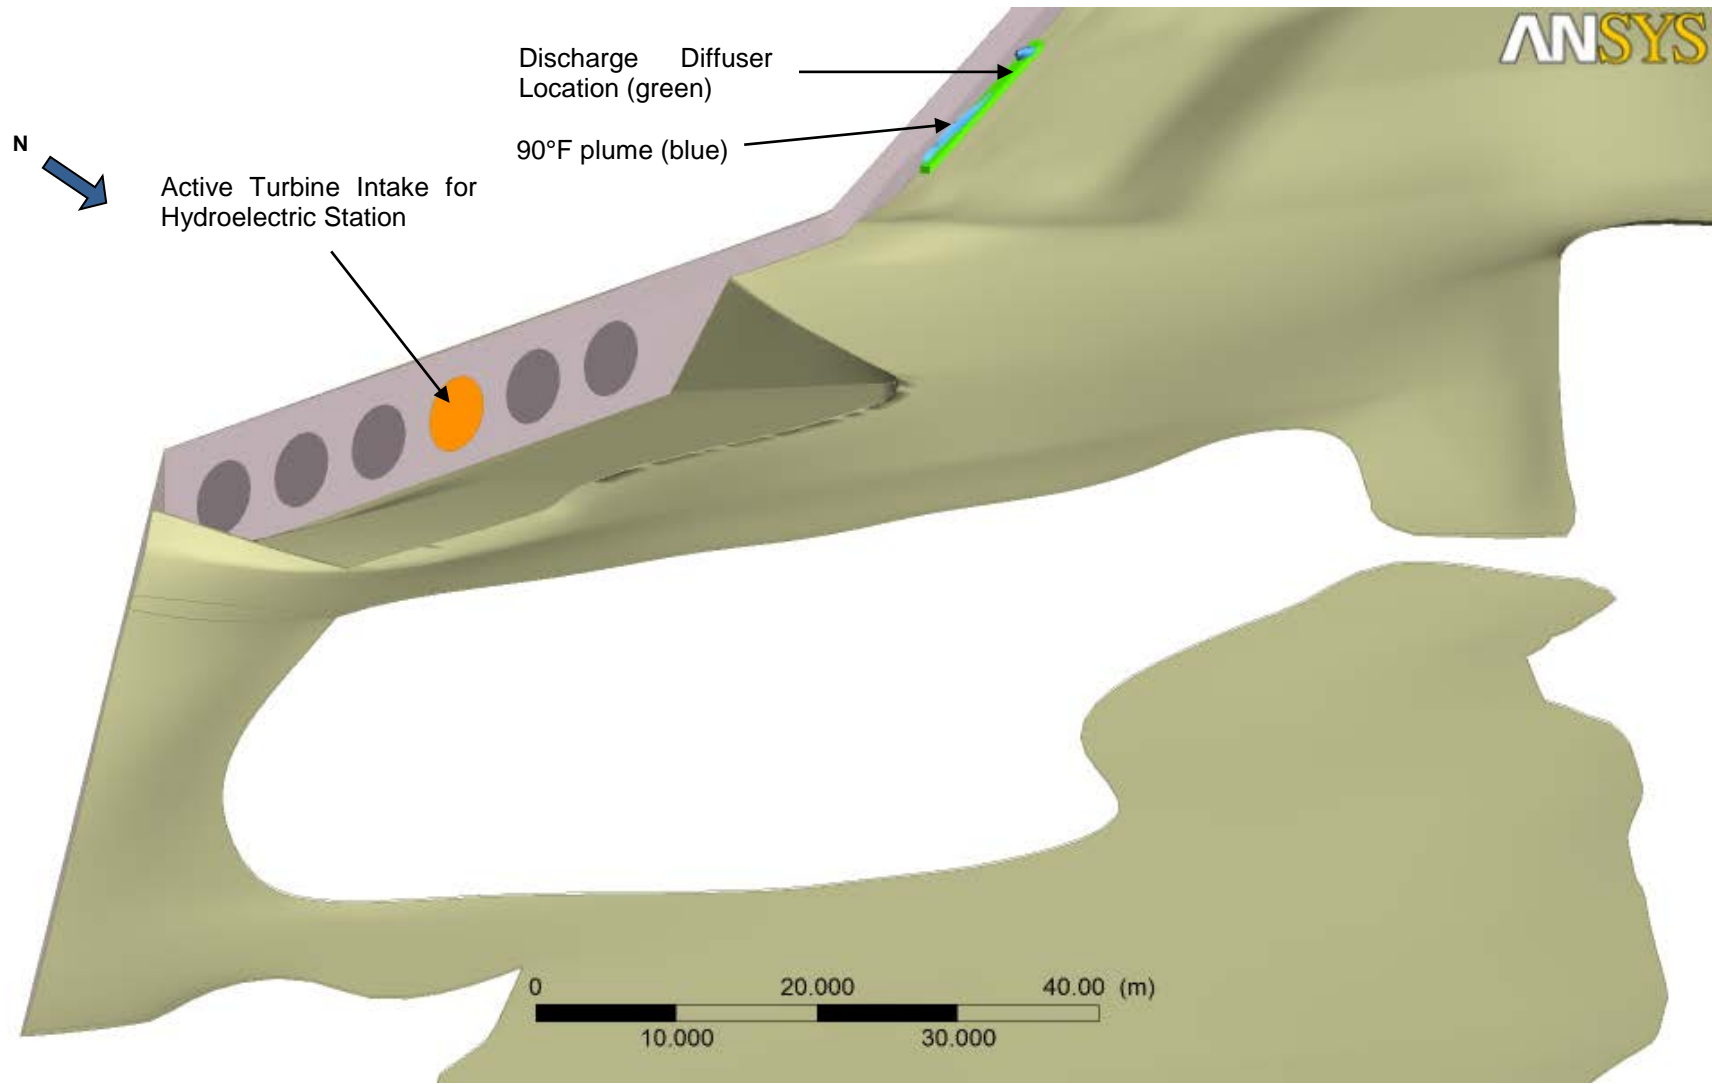 ANSYS
Discharge Diffuser
Location (green)
90°F plume (blue)
N
Active Turbine Intake for
Hydroelectric Station
0 20.000 40.00 (m)
10.000 30.000